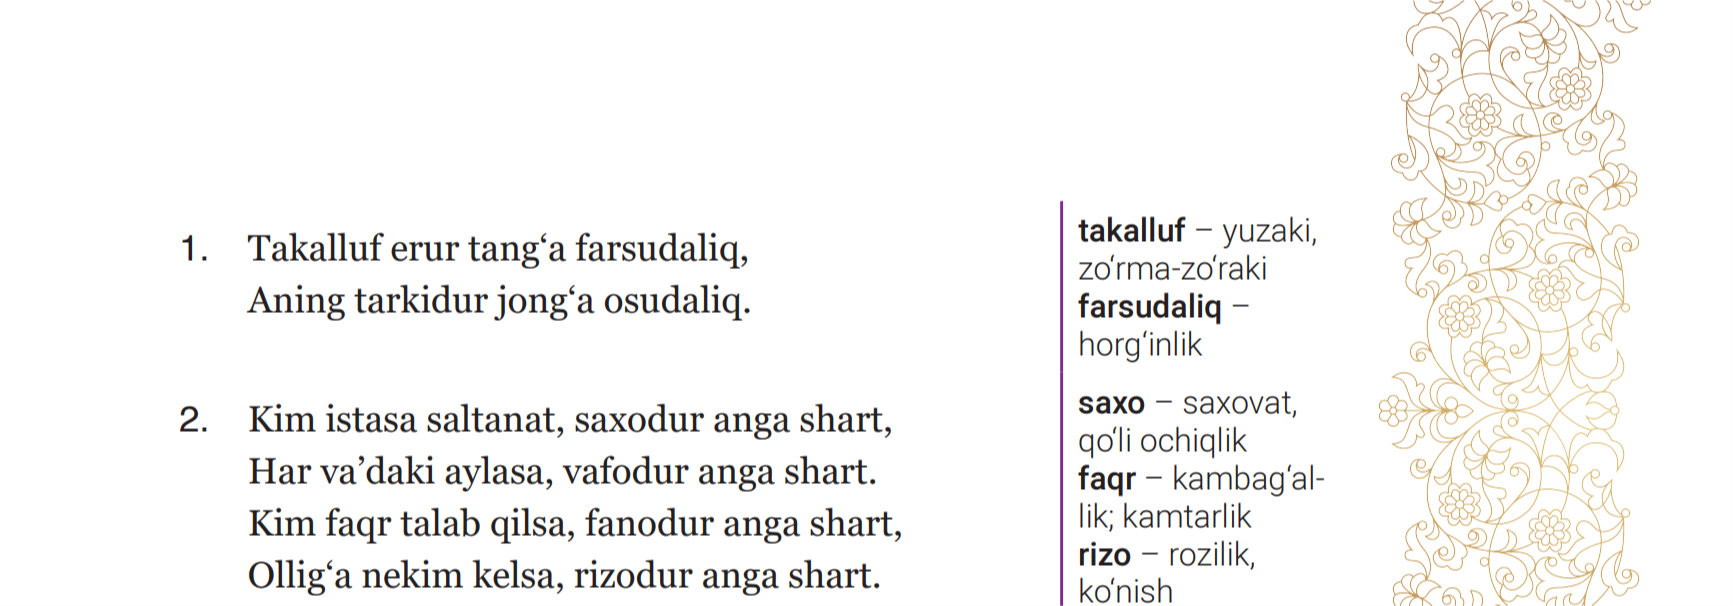 1. Takalluf erur tang‘a farsudaliq,
Aning tarkidur jong‘a osudaliq.
2. Kim istasa saltanat, saxodur anga shart,
Har va’daki aylasa, vafodur anga shart.
Kim faqr talab qilsa, fanodur anga shart,
Ollig‘a nekim kelsa, rizodur anga shart.
takalluf – yuzaki,
zo‘rma-zo‘raki
farsudaliq –
horg‘inlik
saxo – saxovat,
qo‘li ochiqlik
faqr – kambag‘al-
lik; kamtarlik
rizo – rozilik,
ko‘nish